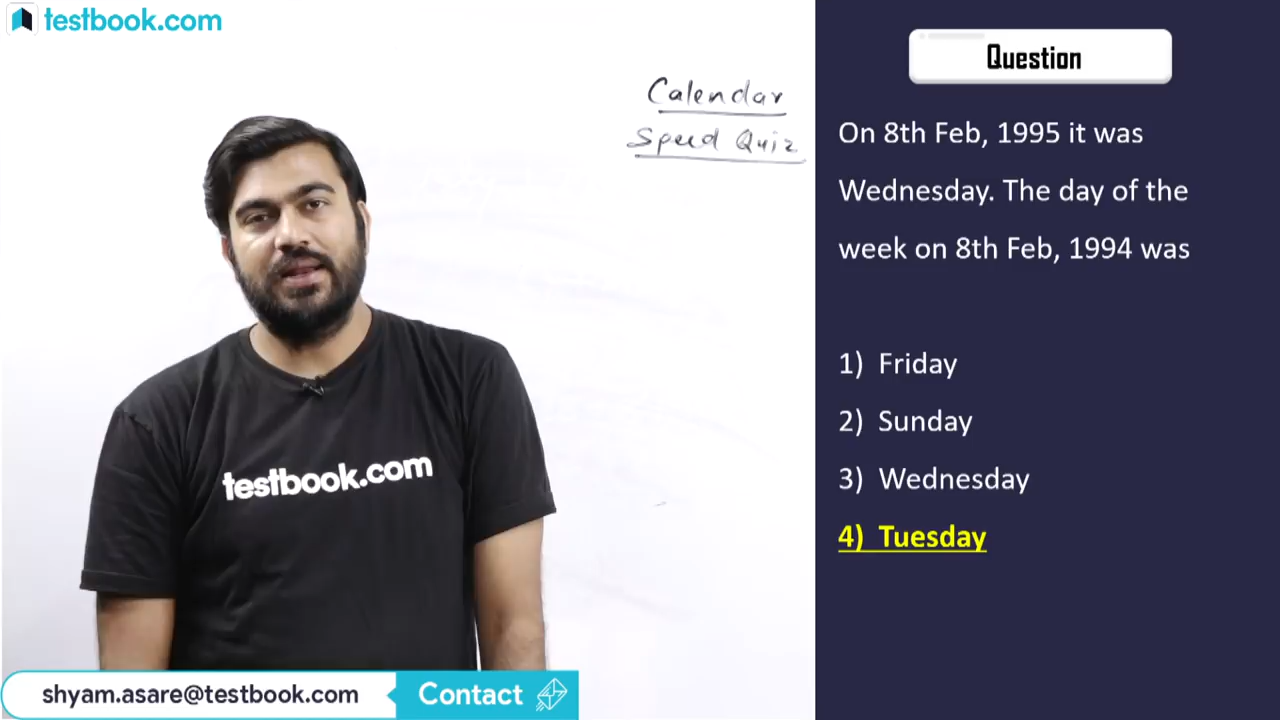 testbook.com
Calendar
Speed Quiz
testbook.com
shyam.asare@testbook.com
Contact
Question
On 8th Feb, 1995 it was
Wednesday. The day of the
week on 8th Feb, 1994 was
1) Friday
2) Sunday
3) Wednesday
4) Tuesday